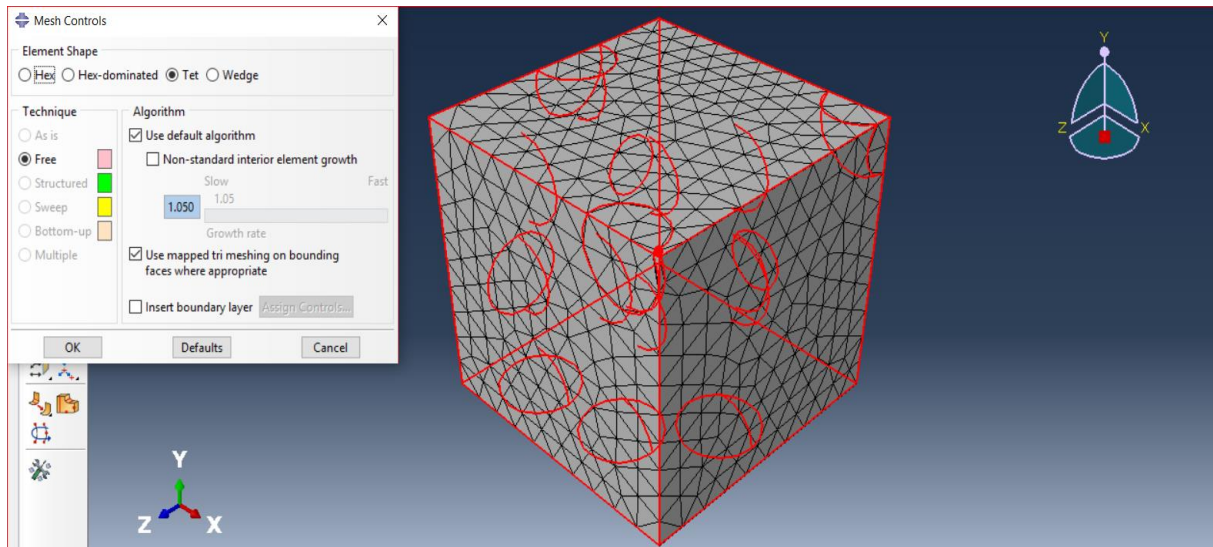 Mesh Controls
Element Shape
Hex Hex-dominated Tet Wedge
Technique
As is
Free
Structured
Sweep
Bottom-up
Multiple
Algorithm
Use default algorithm
Non-standard interior element growth
Slow Fast
1.050 1.05
Growth rate
Use mapped tri meshing on bounding
faces where appropriate
Insert boundary layer Assign Controls...
OK Defaults Cancel
Y
Z X
Y
Z X